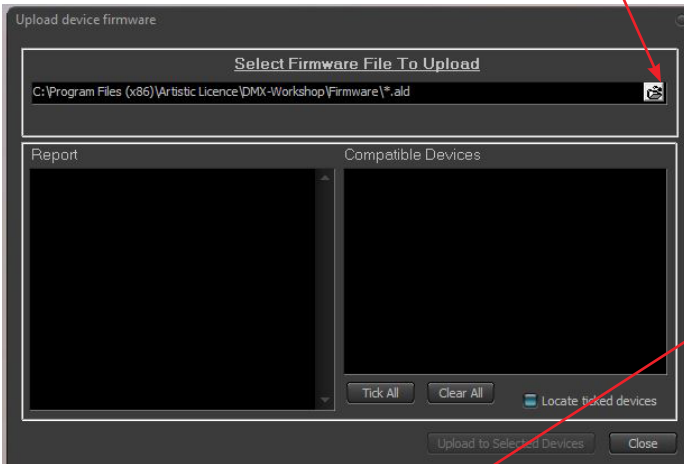 Upload device firmware
Select Firmware File To Upload
C:\Program Files (x86)\Artistic Licence\DMX-Workshop\Firmware\*.ald
Report
Compatible Devices
Tick All
Clear All
Locate ticked devices
Upload to Selected Devices
Close